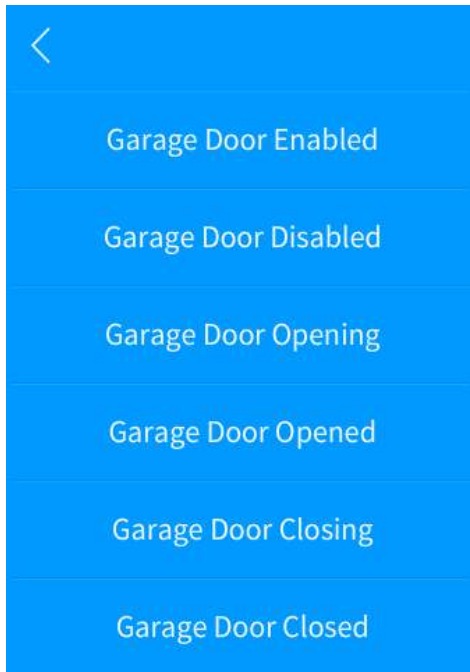 Garage Door Enabled
Garage Door Disabled
Garage Door Opening
Garage Door Opened
Garage Door Closing
Garage Door Closed